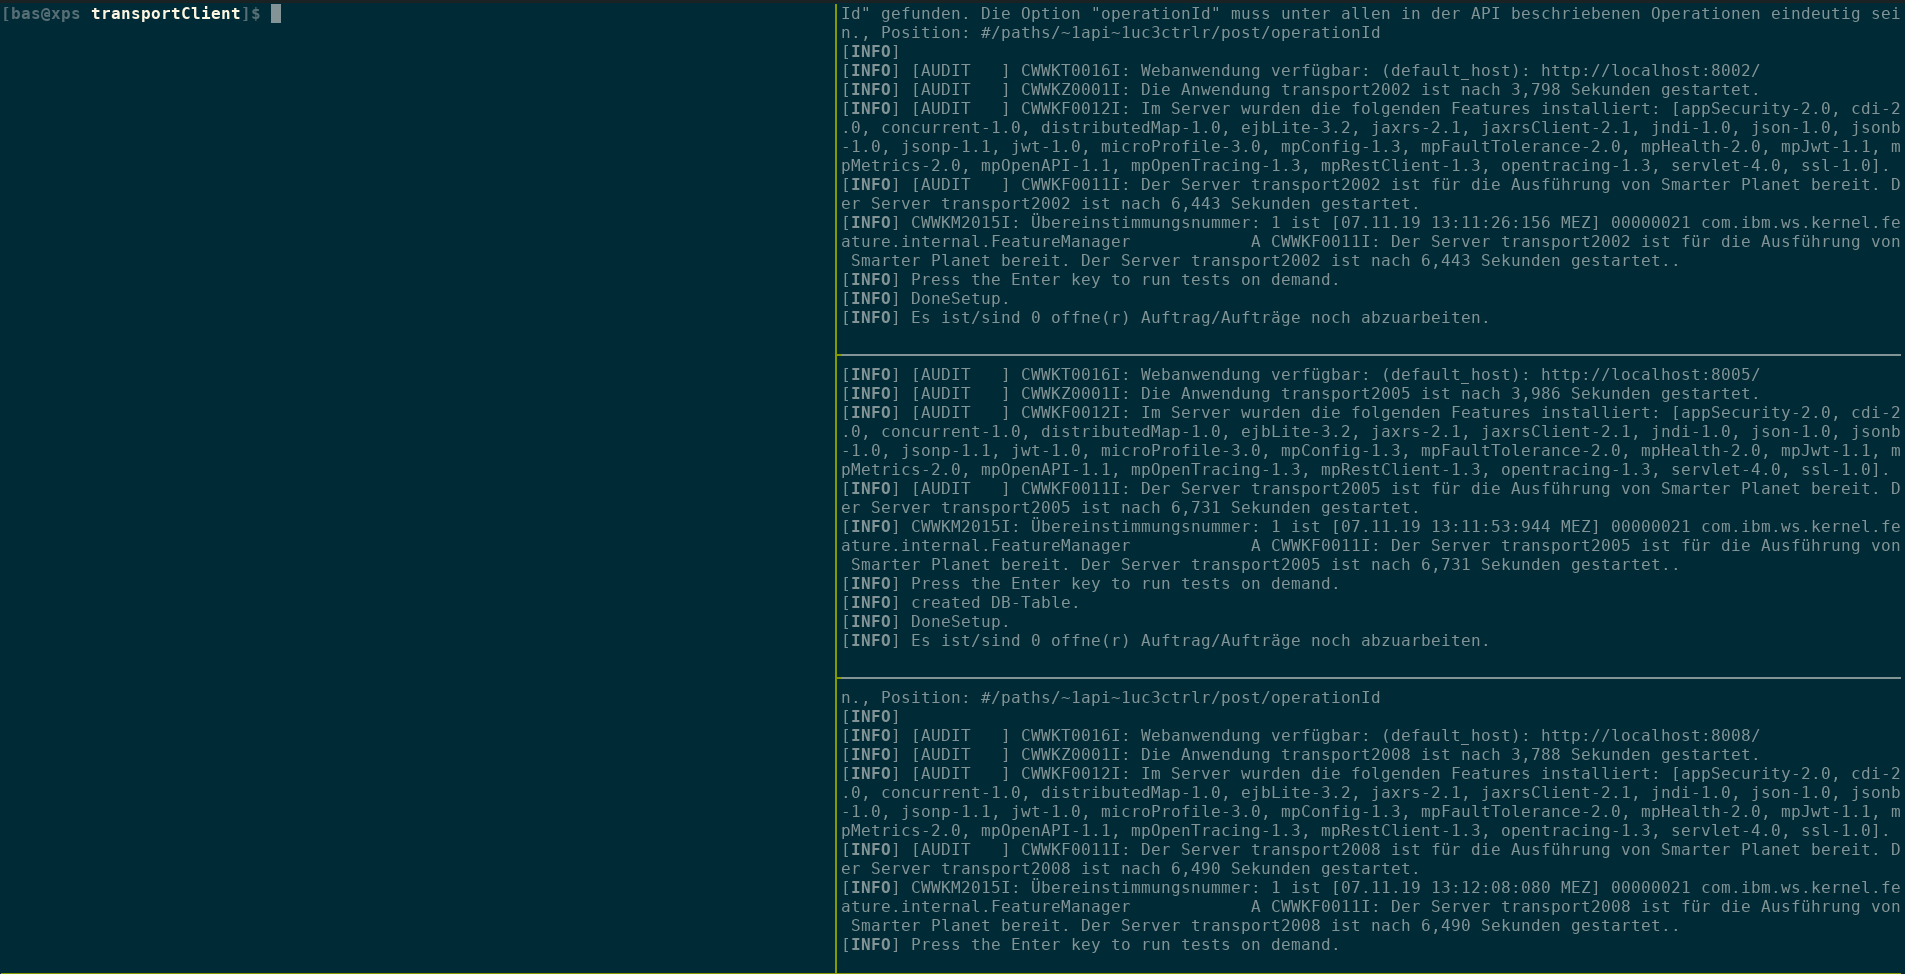 [bas@xps transportClient]$
Id" gefunden. Die Option "operationId" muss unter allen in der API beschriebenen Operationen eindeutig sei
n., Position: #/paths/~1api~1uc3ctrlr/post/operationId
[INFO]
[INFO] [AUDIT   ] CWWKT0016I: Webanwendung verfügbar: (default_host): http://localhost:8002/
[INFO] [AUDIT   ] CWWKZ0001I: Die Anwendung transport2002 ist nach 3,798 Sekunden gestartet.
[INFO] [AUDIT   ] CWWKF0012I: Im Server wurden die folgenden Features installiert: [appSecurity-2.0, cdi-2
.0, concurrent-1.0, distributedMap-1.0, ejbLite-3.2, jaxrs-2.1, jaxrsClient-2.1, jndi-1.0, json-1.0, jsonb
-1.0, jsonp-1.1, jwt-1.0, microProfile-3.0, mpConfig-1.3, mpFaultTolerance-2.0, mpHealth-2.0, mpJwt-1.1, m
pMetrics-2.0, mpOpenAPI-1.1, mpOpenTracing-1.3, mpRestClient-1.3, opentracing-1.3, servlet-4.0, ssl-1.0].
[INFO] [AUDIT   ] CWWKF0011I: Der Server transport2002 ist für die Ausführung von Smarter Planet bereit. D
er Server transport2002 ist nach 6,443 Sekunden gestartet.
[INFO] CWWKM2015I: Übereinstimmungsnummer: 1 ist [07.11.19 13:11:26:156 MEZ] 00000021 com.ibm.ws.kernel.fe
ature.internal.FeatureManager            A CWWKF0011I: Der Server transport2002 ist für die Ausführung von
 Smarter Planet bereit. Der Server transport2002 ist nach 6,443 Sekunden gestartet..
[INFO] Press the Enter key to run tests on demand.
[INFO] DoneSetup.
[INFO] Es ist/sind 0 offne(r) Auftrag/Aufträge noch abzuarbeiten.
[INFO] [AUDIT   ] CWWKT0016I: Webanwendung verfügbar: (default_host): http://localhost:8005/
[INFO] [AUDIT   ] CWWKZ0001I: Die Anwendung transport2005 ist nach 3,986 Sekunden gestartet.
[INFO] [AUDIT   ] CWWKF0012I: Im Server wurden die folgenden Features installiert: [appSecurity-2.0, cdi-2
.0, concurrent-1.0, distributedMap-1.0, ejbLite-3.2, jaxrs-2.1, jaxrsClient-2.1, jndi-1.0, json-1.0, jsonb
-1.0, jsonp-1.1, jwt-1.0, microProfile-3.0, mpConfig-1.3, mpFaultTolerance-2.0, mpHealth-2.0, mpJwt-1.1, m
pMetrics-2.0, mpOpenAPI-1.1, mpOpenTracing-1.3, mpRestClient-1.3, opentracing-1.3, servlet-4.0, ssl-1.0].
[INFO] [AUDIT   ] CWWKF0011I: Der Server transport2005 ist für die Ausführung von Smarter Planet bereit. D
er Server transport2005 ist nach 6,731 Sekunden gestartet.
[INFO] CWWKM2015I: Übereinstimmungsnummer: 1 ist [07.11.19 13:11:53:944 MEZ] 00000021 com.ibm.ws.kernel.fe
ature.internal.FeatureManager            A CWWKF0011I: Der Server transport2005 ist für die Ausführung von
 Smarter Planet bereit. Der Server transport2005 ist nach 6,731 Sekunden gestartet..
[INFO] Press the Enter key to run tests on demand.
[INFO] created DB-Table.
[INFO] DoneSetup.
[INFO] Es ist/sind 0 offne(r) Auftrag/Aufträge noch abzuarbeiten.
n., Position: #/paths/~1api~1uc3ctrlr/post/operationId
[INFO]
[INFO] [AUDIT   ] CWWKT0016I: Webanwendung verfügbar: (default_host): http://localhost:8008/
[INFO] [AUDIT   ] CWWKZ0001I: Die Anwendung transport2008 ist nach 3,788 Sekunden gestartet.
[INFO] [AUDIT   ] CWWKF0012I: Im Server wurden die folgenden Features installiert: [appSecurity-2.0, cdi-2
.0, concurrent-1.0, distributedMap-1.0, ejbLite-3.2, jaxrs-2.1, jaxrsClient-2.1, jndi-1.0, json-1.0, jsonb
-1.0, jsonp-1.1, jwt-1.0, microProfile-3.0, mpConfig-1.3, mpFaultTolerance-2.0, mpHealth-2.0, mpJwt-1.1, m
pMetrics-2.0, mpOpenAPI-1.1, mpOpenTracing-1.3, mpRestClient-1.3, opentracing-1.3, servlet-4.0, ssl-1.0].
[INFO] [AUDIT   ] CWWKF0011I: Der Server transport2008 ist für die Ausführung von Smarter Planet bereit. D
er Server transport2008 ist nach 6,490 Sekunden gestartet.
[INFO] CWWKM2015I: Übereinstimmungsnummer: 1 ist [07.11.19 13:12:08:080 MEZ] 00000021 com.ibm.ws.kernel.fe
ature.internal.FeatureManager            A CWWKF0011I: Der Server transport2008 ist für die Ausführung von
 Smarter Planet bereit. Der Server transport2008 ist nach 6,490 Sekunden gestartet..
[INFO] Press the Enter key to run tests on demand.